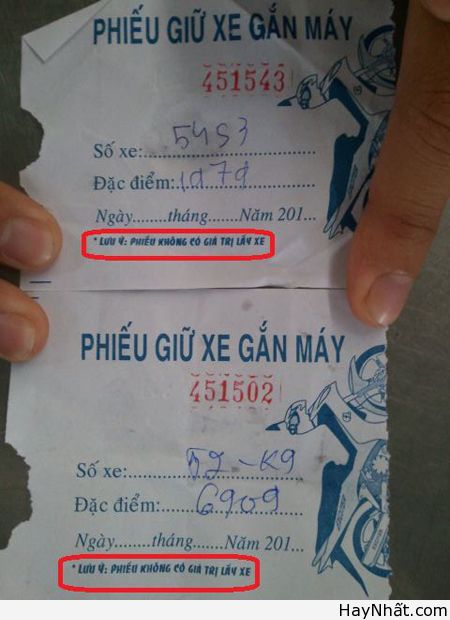 PHIẾU GIỮ XE GẮN MÁY
451543
Số xe:..............................
54S3
Đặc điểm:1979
Ngày........tháng........Năm 201...
* LƯU Ý: PHIẾU KHÔNG CÓ GIÁ TRỊ LẤY XE
PHIẾU GIỮ XE GẮN MÁY
451502
Số xe:..............................
52-K9
Đặc điểm:6909
Ngày........tháng........Năm 201...
* LƯU Ý: PHIẾU KHÔNG CÓ GIÁ TRỊ LẤY XE
HayNhất.com